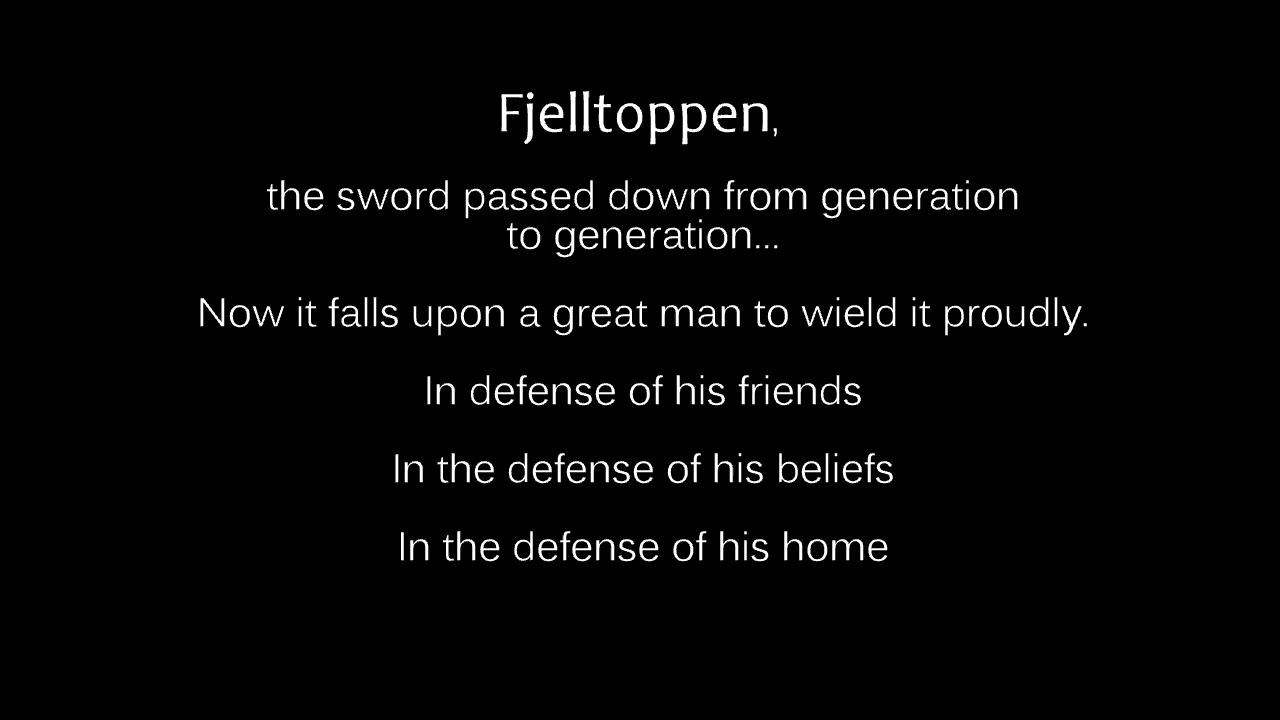 Fjelltoppen,
the sword passed down from generation
to generation...
Now it falls upon a great man to wield it proudly.
In defense of his friends
In the defense of his beliefs
In the defense of his home